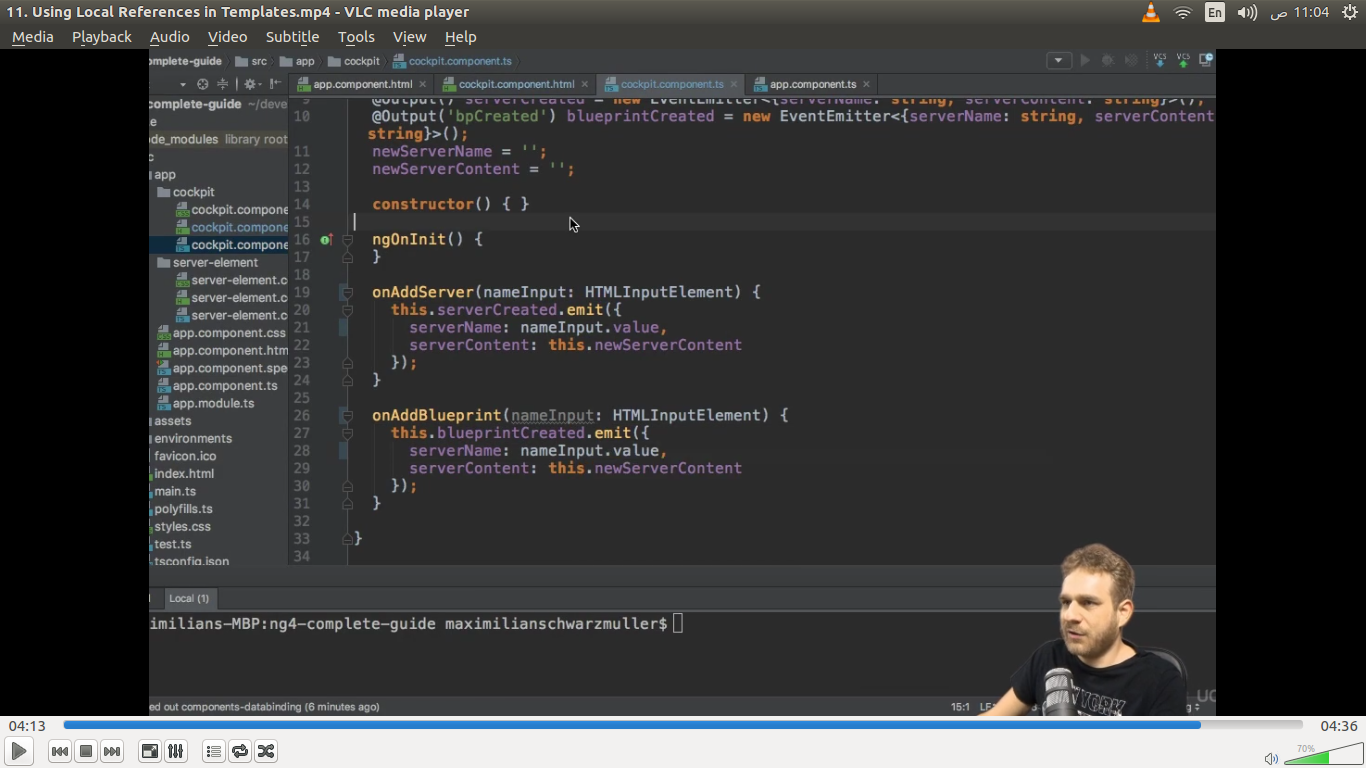 11. Using Local References in Templates.mp4 - VLC media player
En
ص 11:04
Media Playback Audio Video Subtitle Tools View Help
omplete-guide src app cockpit cockpit.component.ts
app.component.html cockpit.component.html cockpit.component.ts app.component.ts
complete-guide ~/deve
e
ode_modules library root
c
app
cockpit
cockpit.compone
cockpit.compone
cockpit.compone
server-element
server-element.c
server-element.c
server-element.c
app.component.css
app.component.htm
app.component.spe
app.component.ts
app.module.ts
assets
environments
favicon.ico
index.html
main.ts
polyfills.ts
styles.css
test.ts
tsconfig.json
9 @Output() serverCreated = new EventEmitter<{serverName: string, serverContent: string}>();
10 @Output('bpCreated') blueprintCreated = new EventEmitter<{serverName: string, serverContent
string}>();
11 newServerName = '';
12 newServerContent = '';
13
14 constructor() { }
15
16 ngOnInit() {
17 }
18
19 onAddServer(nameInput: HTMLInputElement) {
20 this.serverCreated.emit({
21 serverName: nameInput.value,
22 serverContent: this.newServerContent
23 });
24 }
25
26 onAddBlueprint(nameInput: HTMLInputElement) {
27 this.blueprintCreated.emit({
28 serverName: nameInput.value,
29 serverContent: this.newServerContent
30 });
31 }
32
33 }
34
Local (1)
imilians-MBP:ng4-complete-guide maximilianschwarzmuller$
ed out components-databinding (6 minutes ago)
15:1
YORK
04:13
04:36
70%